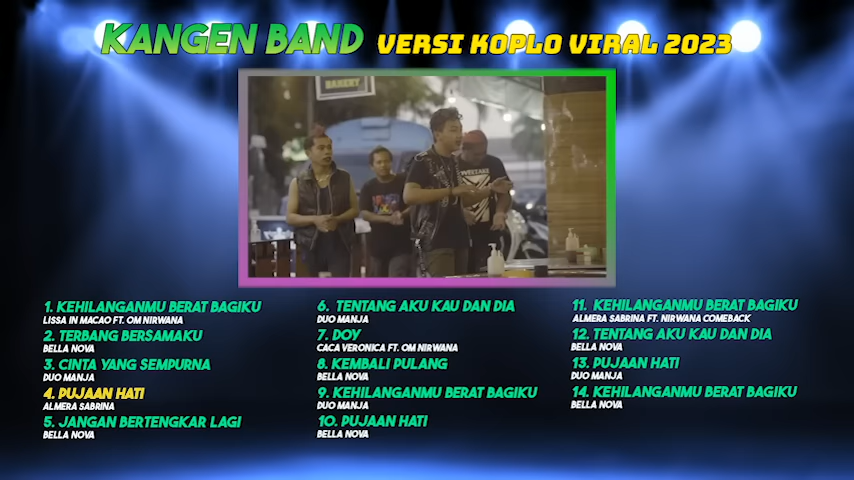 KANGEN BAND VERSI KOPLO VIRAL 2023
BAKERY
1. KEHILANGANMU BERAT BAGIKU
LISSA IN MACAO FT. OM NIRWANA
2. TERBANG BERSAMAKU
BELLA NOVA
3. CINTA YANG SEMPURNA
DUO MANJA
4. PUJAAN HATI
ALMERA SABRINA
5. JANGAN BERTENGKAR LAGI
BELLA NOVA
6. TENTANG AKU KAU DAN DIA
DUO MANJA
7. DOY
CACA VERONICA FT. OM NIRWANA
8. KEMBALI PULANG
BELLA NOVA
9. KEHILANGANMU BERAT BAGIKU
DUO MANJA
10. PUJAAN HATI
BELLA NOVA
11. KEHILANGANMU BERAT BAGIKU
ALMERA SABRINA FT. NIRWANA COMEBACK
12. TENTANG AKU KAU DAN DIA
BELLA NOVA
13. PUJAAN HATI
DUO MANJA
14. KEHILANGANMU BERAT BAGIKU
BELLA NOVA